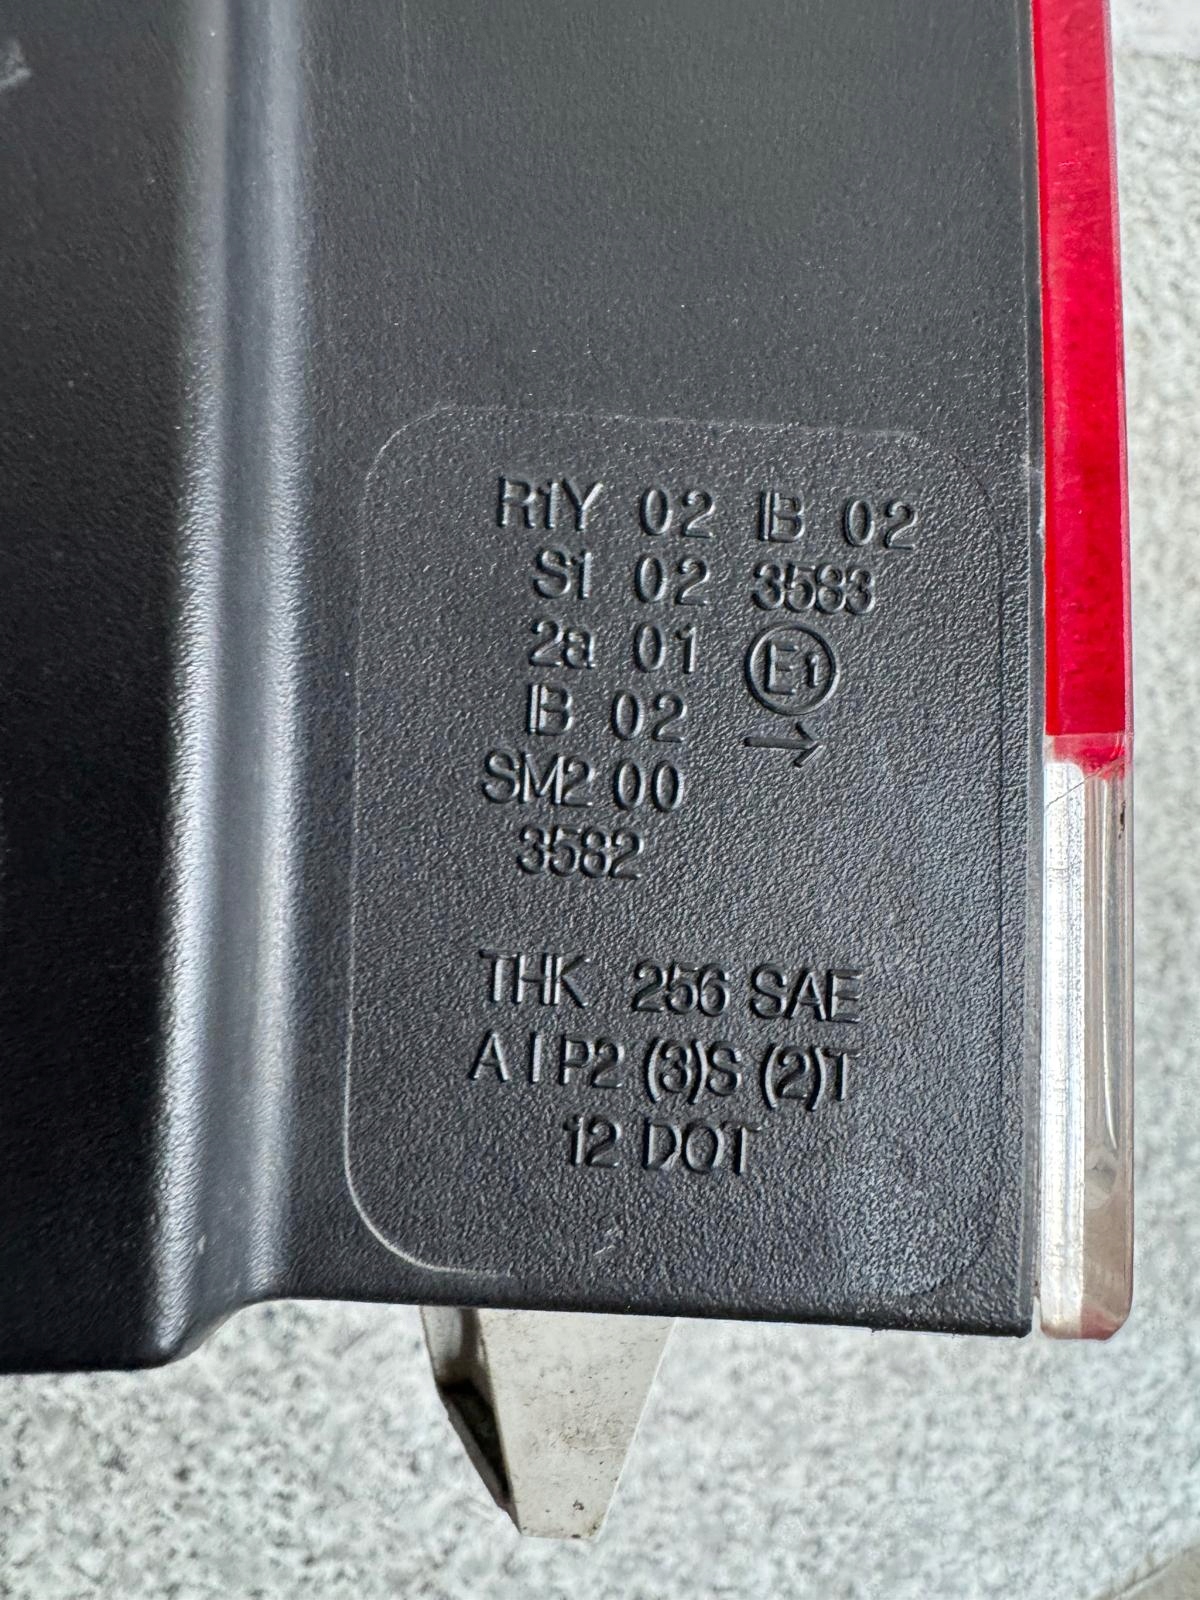 R1Y 02 IB 02
S1 02 3583
2a 01 E1
IB 02 →
SM2 00
3582
THK 256 SAE
A I P2 (3)S (2)T
12 DOT